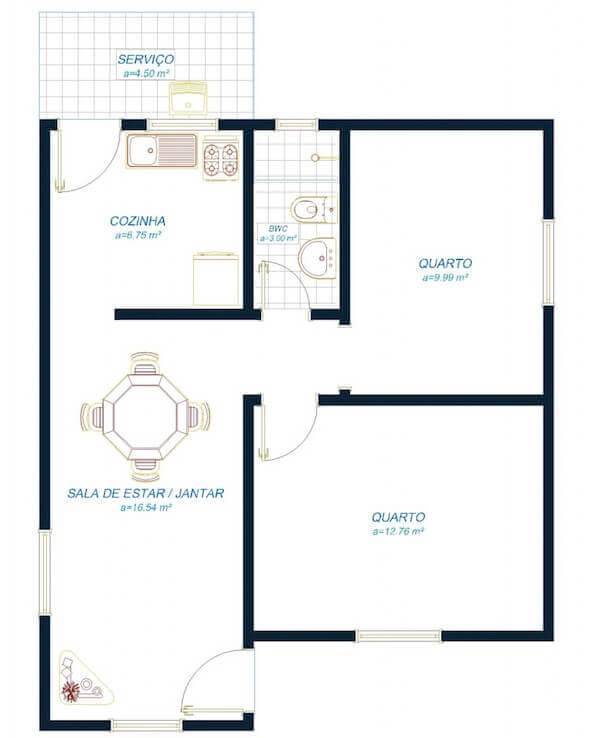 SERVIÇO
a=4.50 m²
COZINHA
a=6.75 m²
BWC
a=3.00 m²
QUARTO
a=9.99 m²
SALA DE ESTAR / JANTAR
a=16.54 m²
QUARTO
a=12.76 m²